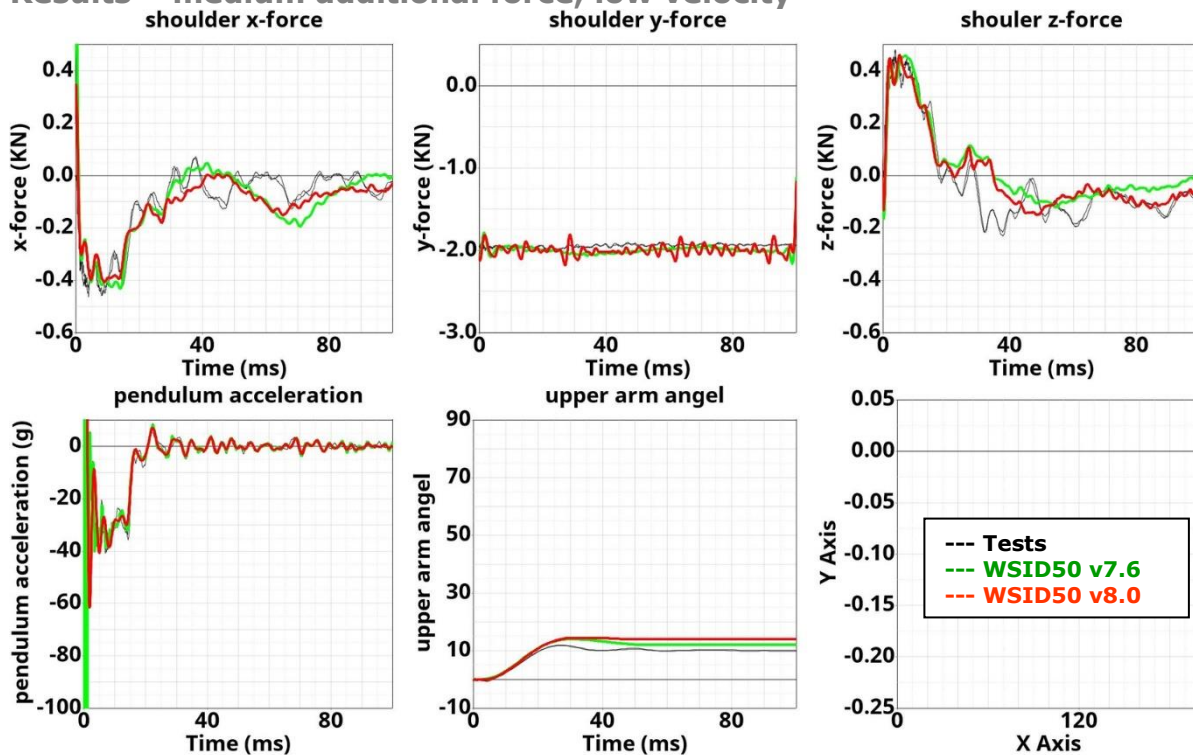 Results – medium additional force, low velocity
shoulder x-force
shoulder y-force
shouler z-force
x-force (KN)
0.4
0.2
0.0
-0.2
-0.4
-0.6
0
40
80
Time (ms)
y-force (KN)
0.0
-1.0
-2.0
-3.0
0
40
80
Time (ms)
z-force (KN)
0.4
0.2
0.0
-0.2
-0.4
-0.6
0
40
80
Time (ms)
pendulum acceleration
upper arm angel
pendulum acceleration (g)
0
-20
-40
-60
-80
-100
0
40
80
Time (ms)
upper arm angel
90
70
50
30
10
-10
0
40
80
Time (ms)
Y Axis
0.05
0.00
-0.05
-0.10
-0.15
-0.20
-0.25
0
120
X Axis
--- Tests
--- WSID50 v7.6
--- WSID50 v8.0